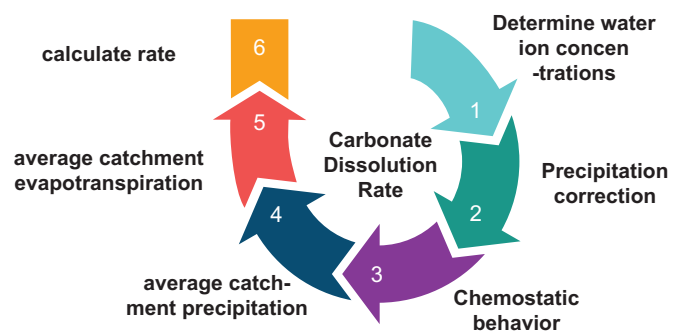 Determine water
ion concen
-trations
1
Precipitation
correction
2
Chemostatic
behavior
3
average catch-
ment precipitation
4
average catchment
evapotranspiration
5
calculate rate
6
Carbonate
Dissolution
Rate